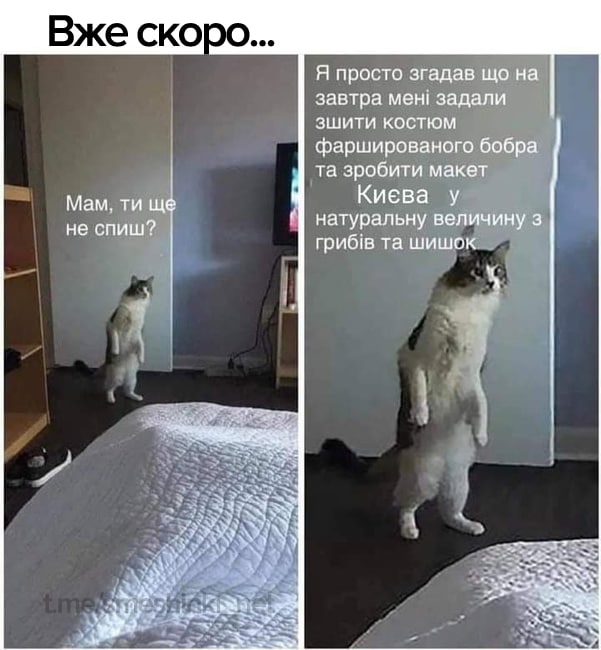 Вже скоро...
Мам, ти ще
не спиш?
Я просто згадав що на
завтра мені задали
зшити костюм
фаршированого бобра
та зробити макет
Києва у
натуральну величину з
грибів та шишок